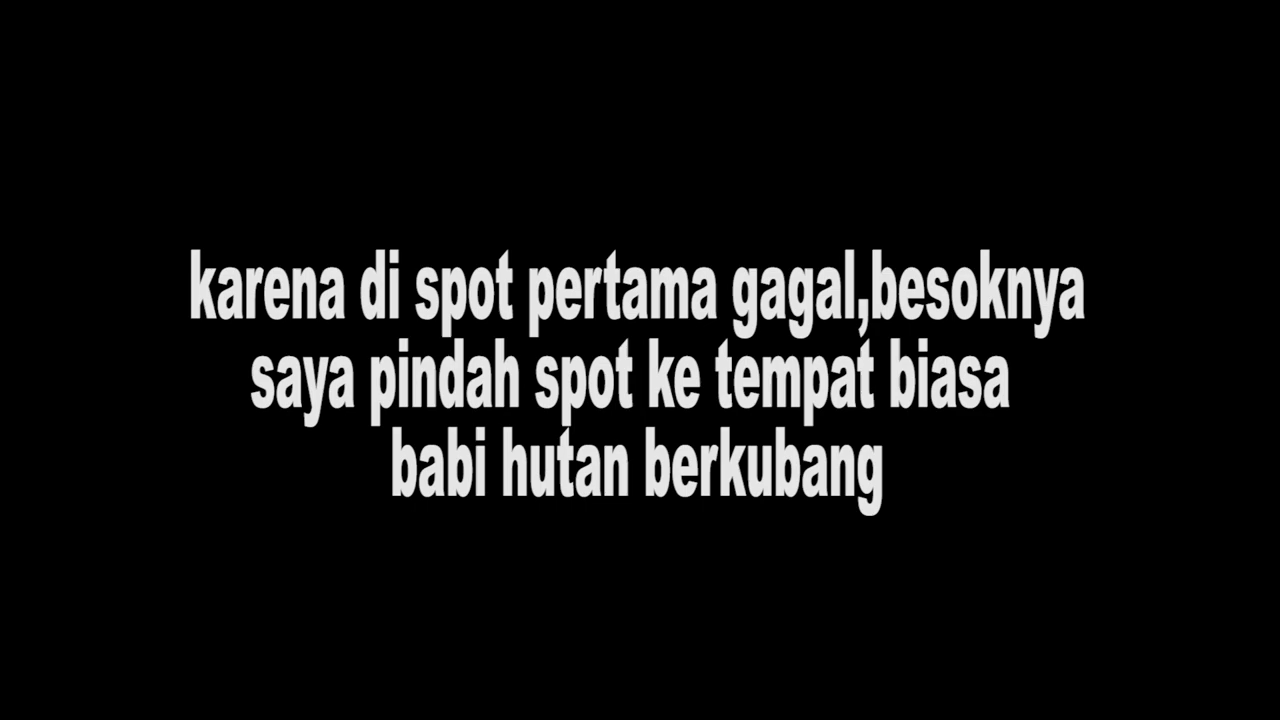 karena di spot pertama gagal,besoknya
saya pindah spot ke tempat biasa
babi hutan berkubang